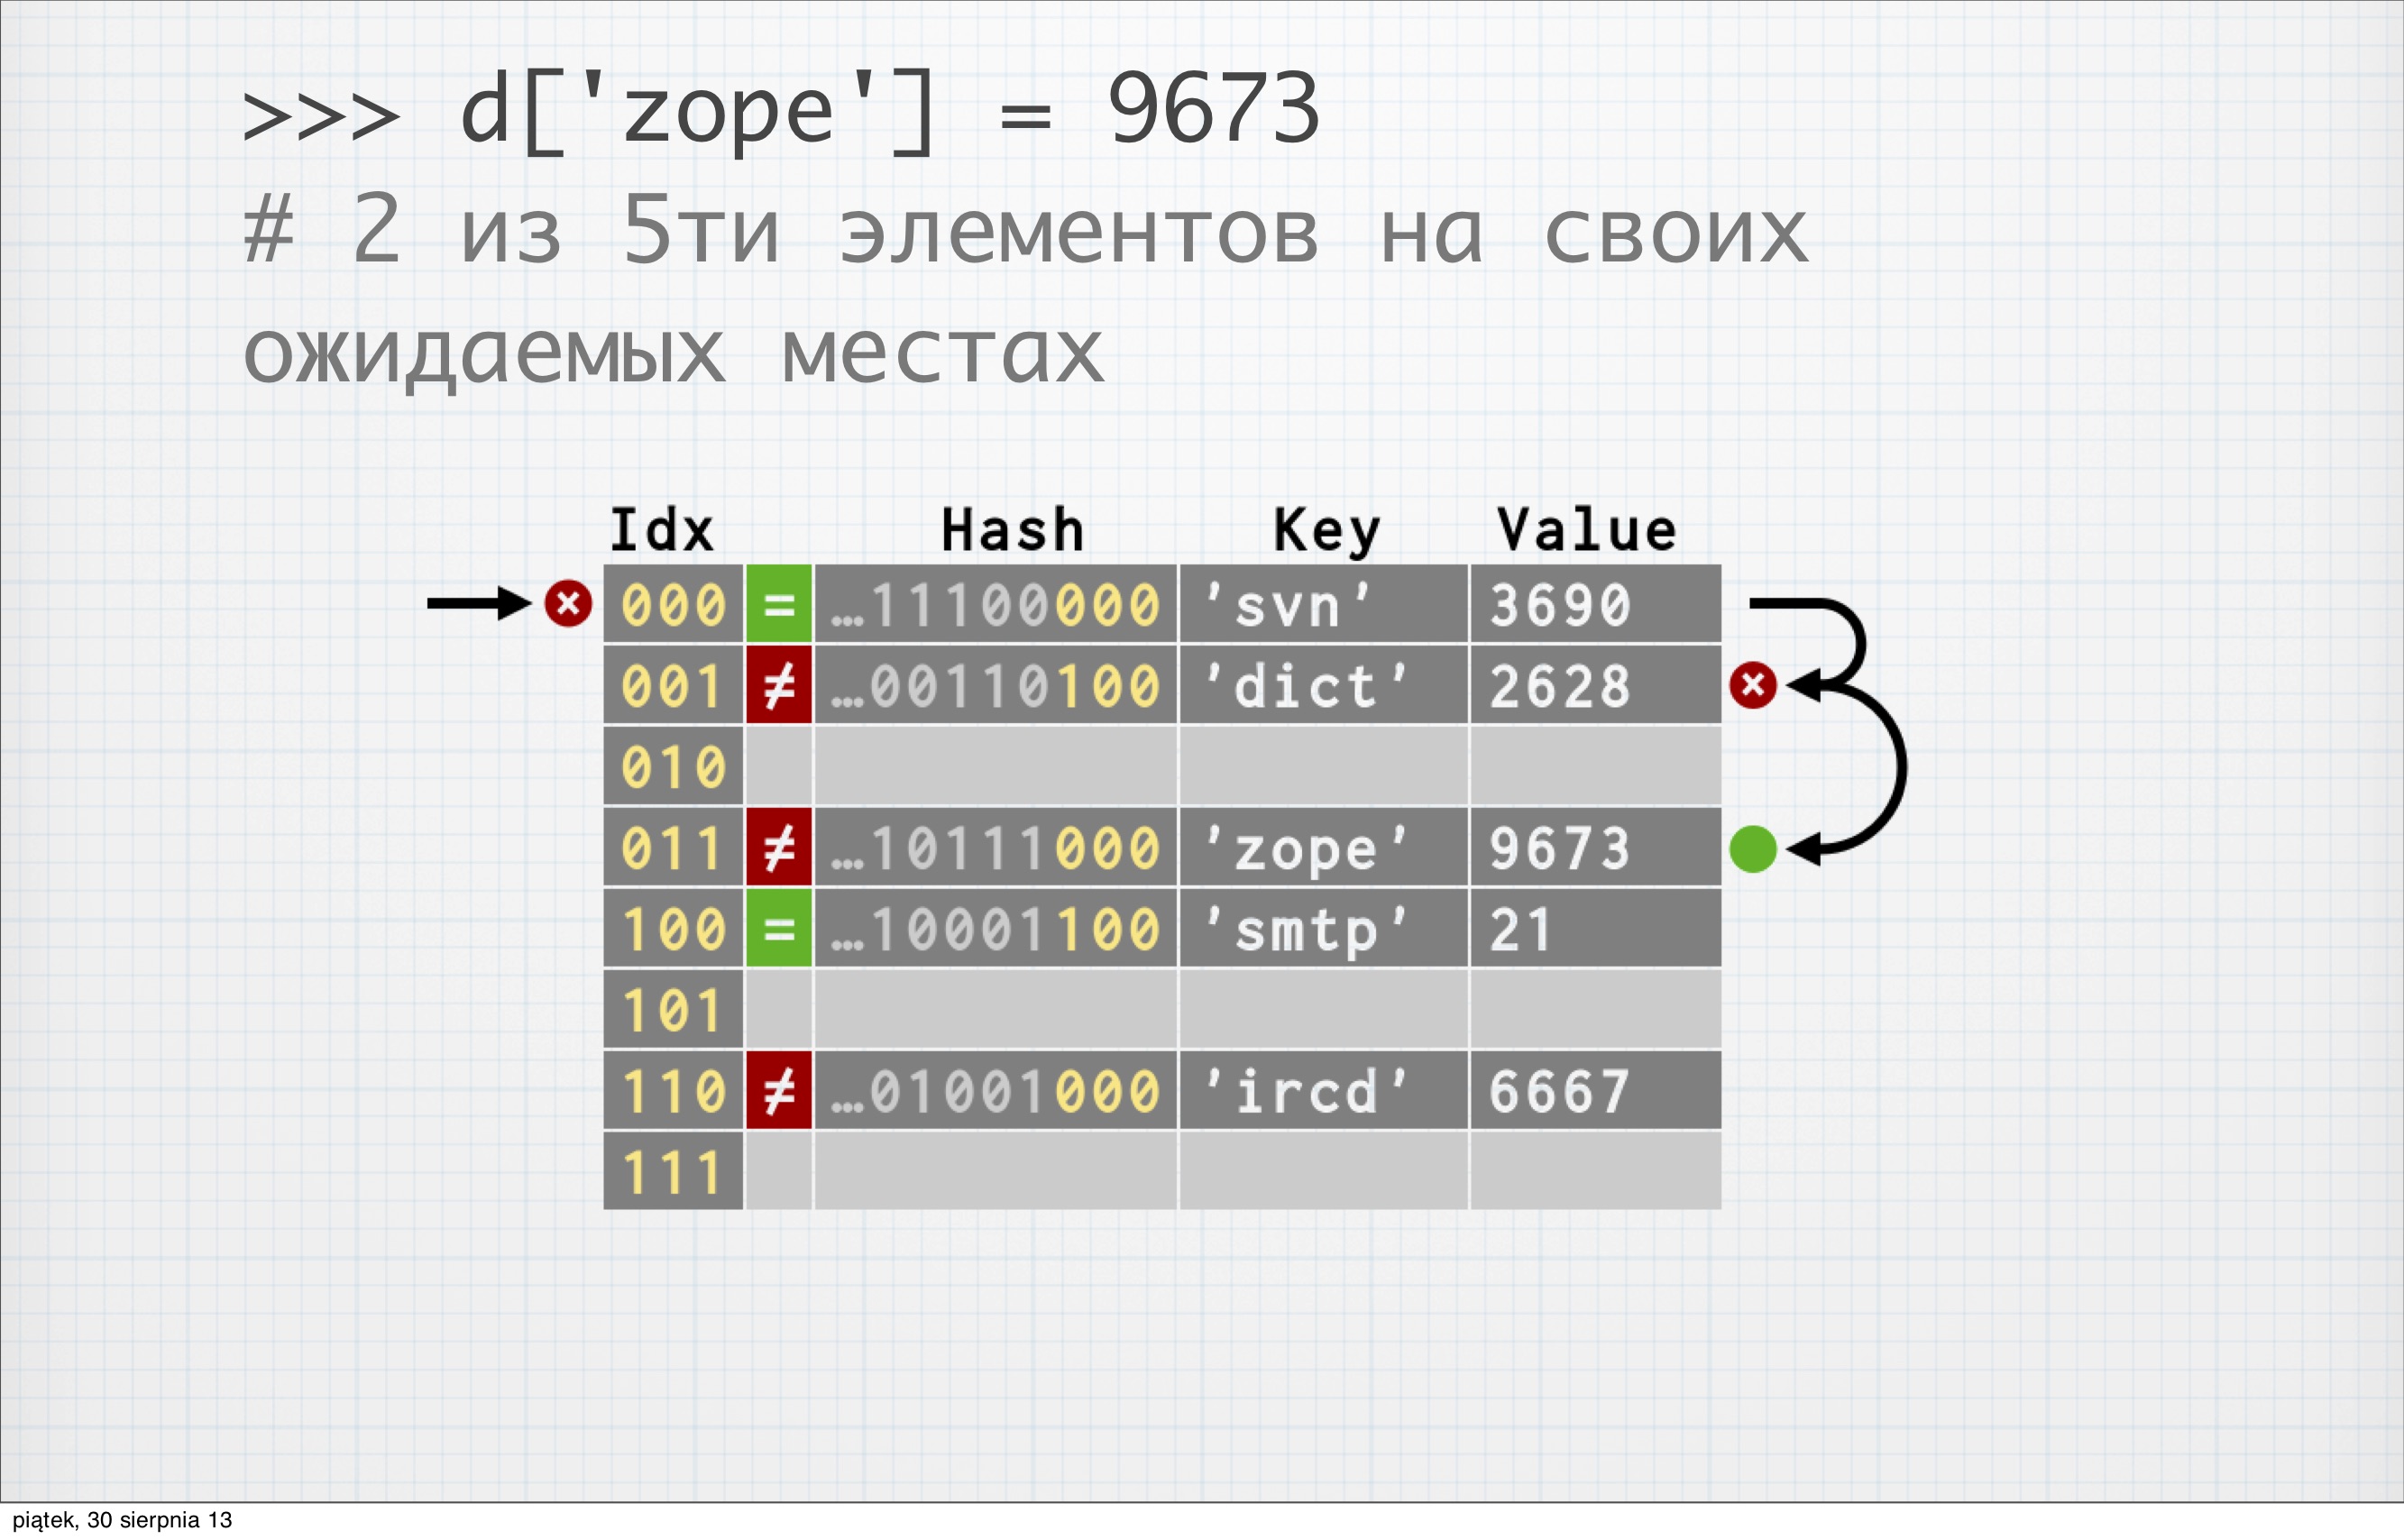 >>> d['zope'] = 9673
# 2 из 5ти элементов на своих
ожидаемых местах
Idx Hash Key Value
000 = …11100000 'svn' 3690
001 ≠ …00110100 'dict' 2628
010
011 ≠ …10111000 'zope' 9673
100 = …10001100 'smtp' 21
101
110 ≠ …01001000 'ircd' 6667
111
piątek, 30 sierpnia 13